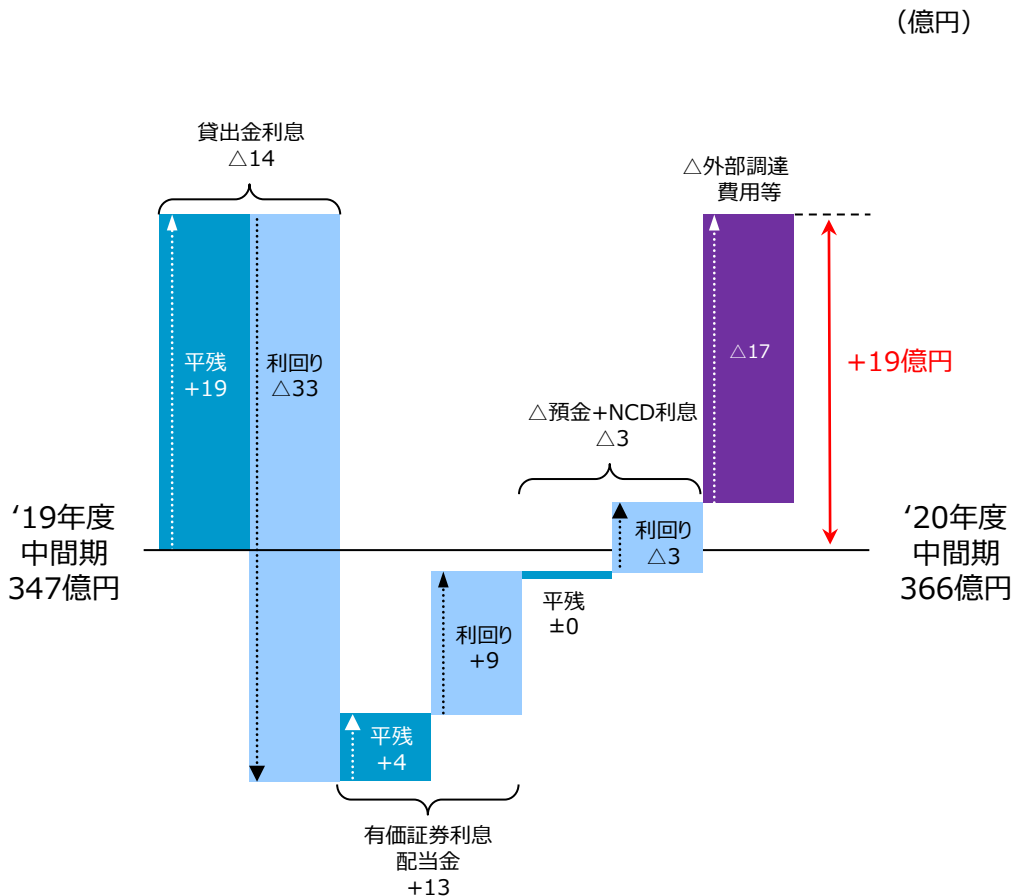 （億円）
貸出金利息
△14
△外部調達
費用等
平残
+19
利回り
△33
△17
+19億円
△預金+NCD利息
△3
‘19年度
中間期
347億円
利回り
△3
‘20年度
中間期
366億円
平残
±0
利回り
+9
平残
+4
有価証券利息
配当金
+13